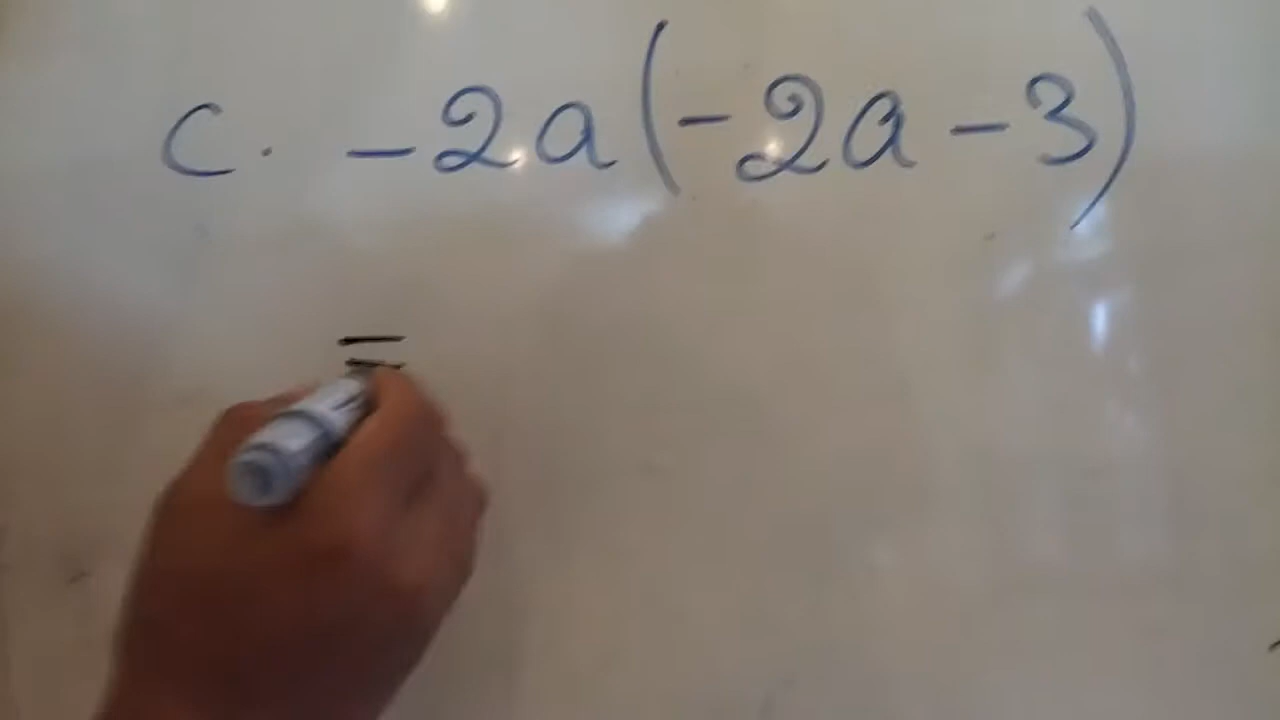 c. -2a(-2a-3)
=